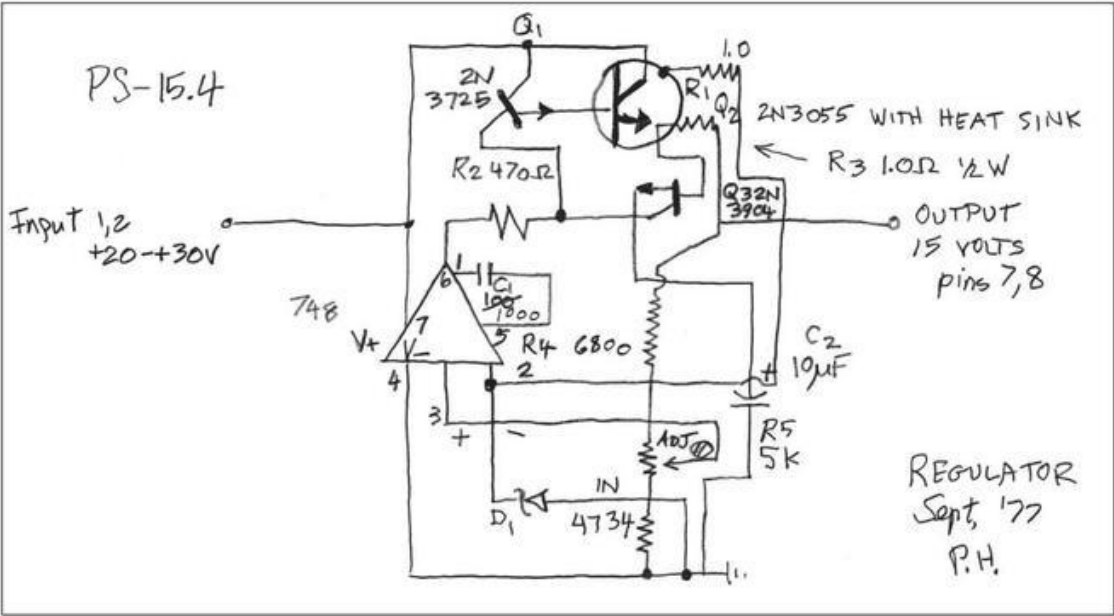 PS-15.4
Q1
2N
3725
1.0
R1
Q2
2N3055 WITH HEAT SINK
R3 1.0Ω 1/2W
R2 470Ω
Q3 2N
3904
Input 1,2
+20-+30V
OUTPUT
15 VOLTS
pins 7,8
748
1
6
C1
100
1000
7
5
V+
V-
R4 6800
4
2
C2
+ 10µF
3
+ -
ADJ
R5
5K
D1
1N
4734
REGULATOR
Sept, '77
P.H.